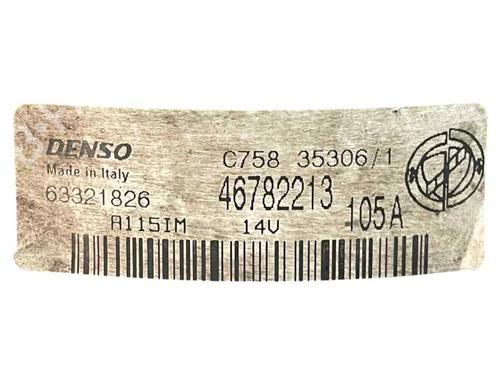 DENSO C758 35306/1
Made in Italy
63321826 46782213 105A
A115IM 14V